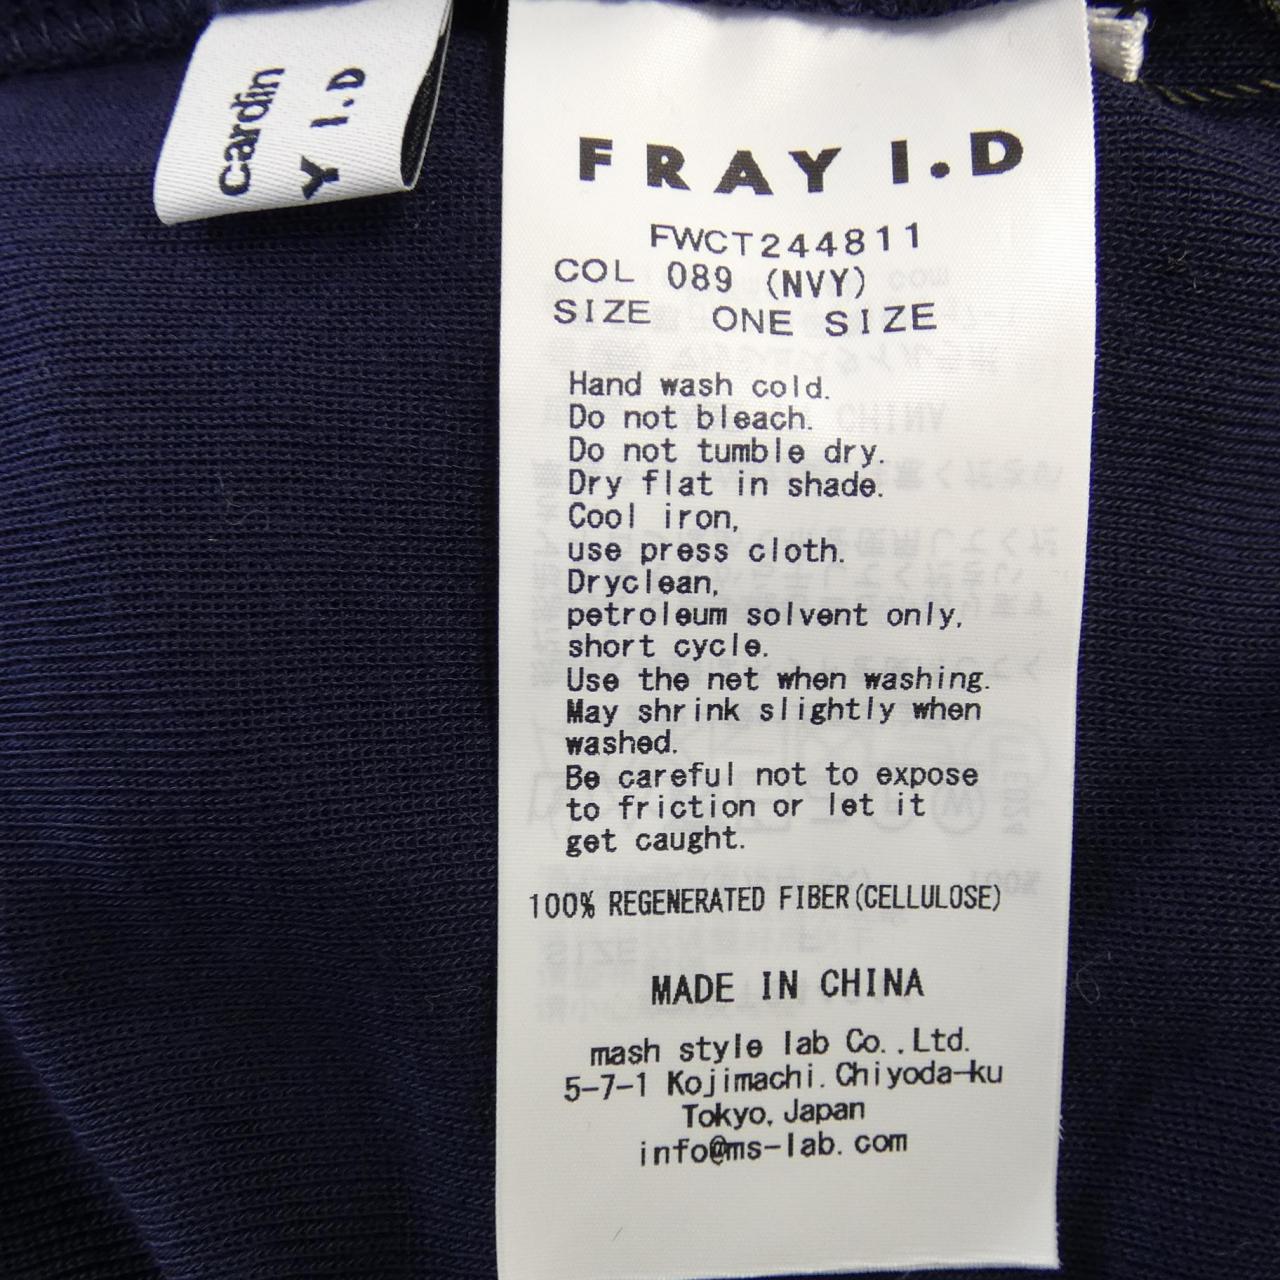 cardin
Y I.D
FRAY I.D
FWCT244811
COL 089 (NVY)
SIZE ONE SIZE
Hand wash cold.
Do not bleach.
Do not tumble dry.
Dry flat in shade.
Cool iron,
use press cloth.
Dryclean,
petroleum solvent only,
short cycle.
Use the net when washing.
May shrink slightly when
washed.
Be careful not to expose
to friction or let it
get caught.
100% REGENERATED FIBER(CELLULOSE)
MADE IN CHINA
mash style lab Co.,Ltd.
5-7-1 Kojimachi.Chiyoda-ku
Tokyo, Japan
info@ms-lab.com